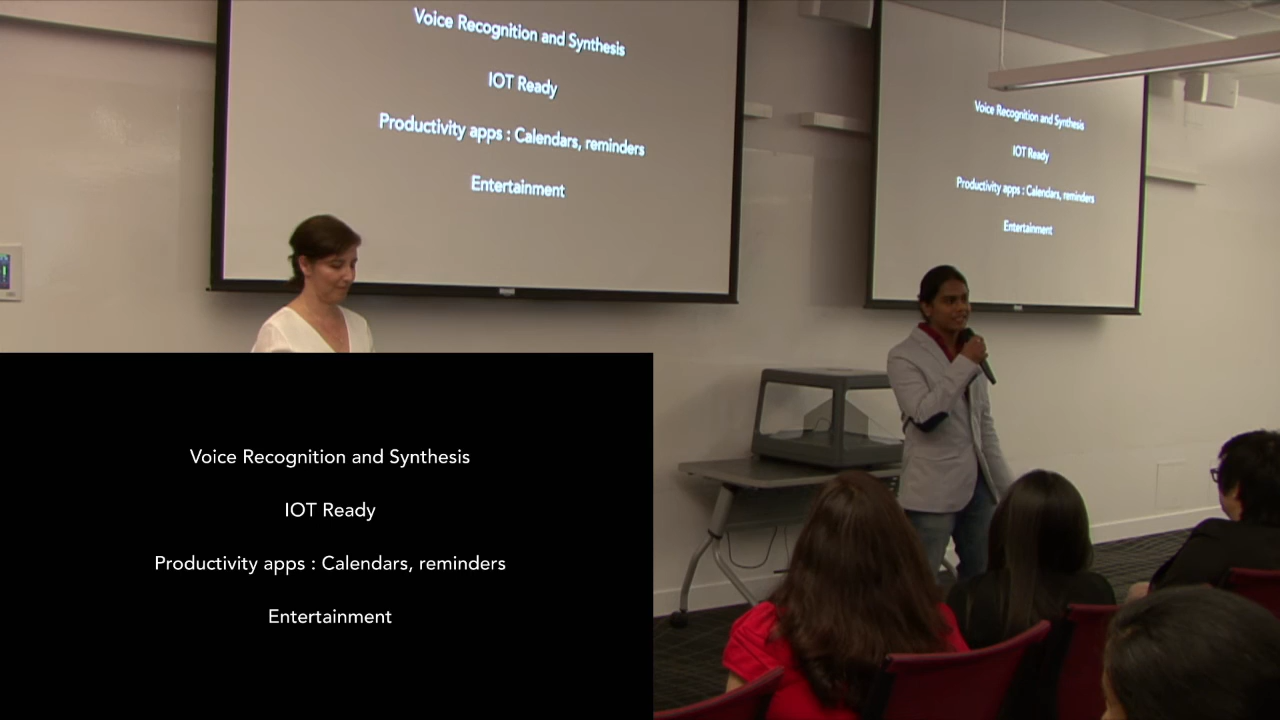 Voice Recognition and Synthesis
IOT Ready
Productivity apps : Calendars, reminders
Entertainment
Voice Recognition and Synthesis
IOT Ready
Productivity apps : Calendars, reminders
Entertainment
Voice Recognition and Synthesis
IOT Ready
Productivity apps : Calendars, reminders
Entertainment